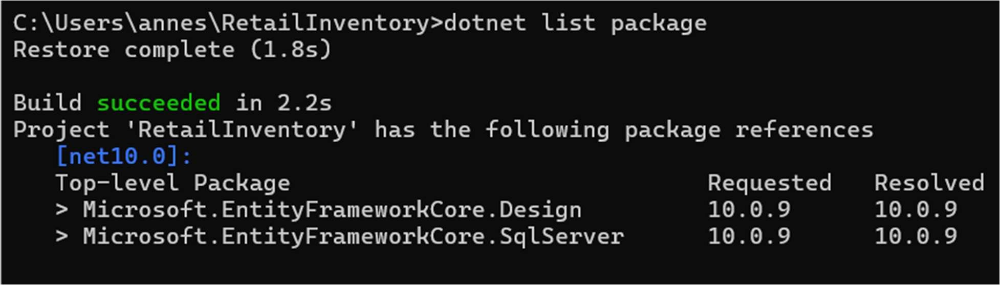 C:\Users\annes\RetailInventory>dotnet list package
Restore complete (1.8s)
Build succeeded in 2.2s
Project 'RetailInventory' has the following package references
[net10.0]:
Top-level Package Requested Resolved
> Microsoft.EntityFrameworkCore.Design 10.0.9 10.0.9
> Microsoft.EntityFrameworkCore.SqlServer 10.0.9 10.0.9